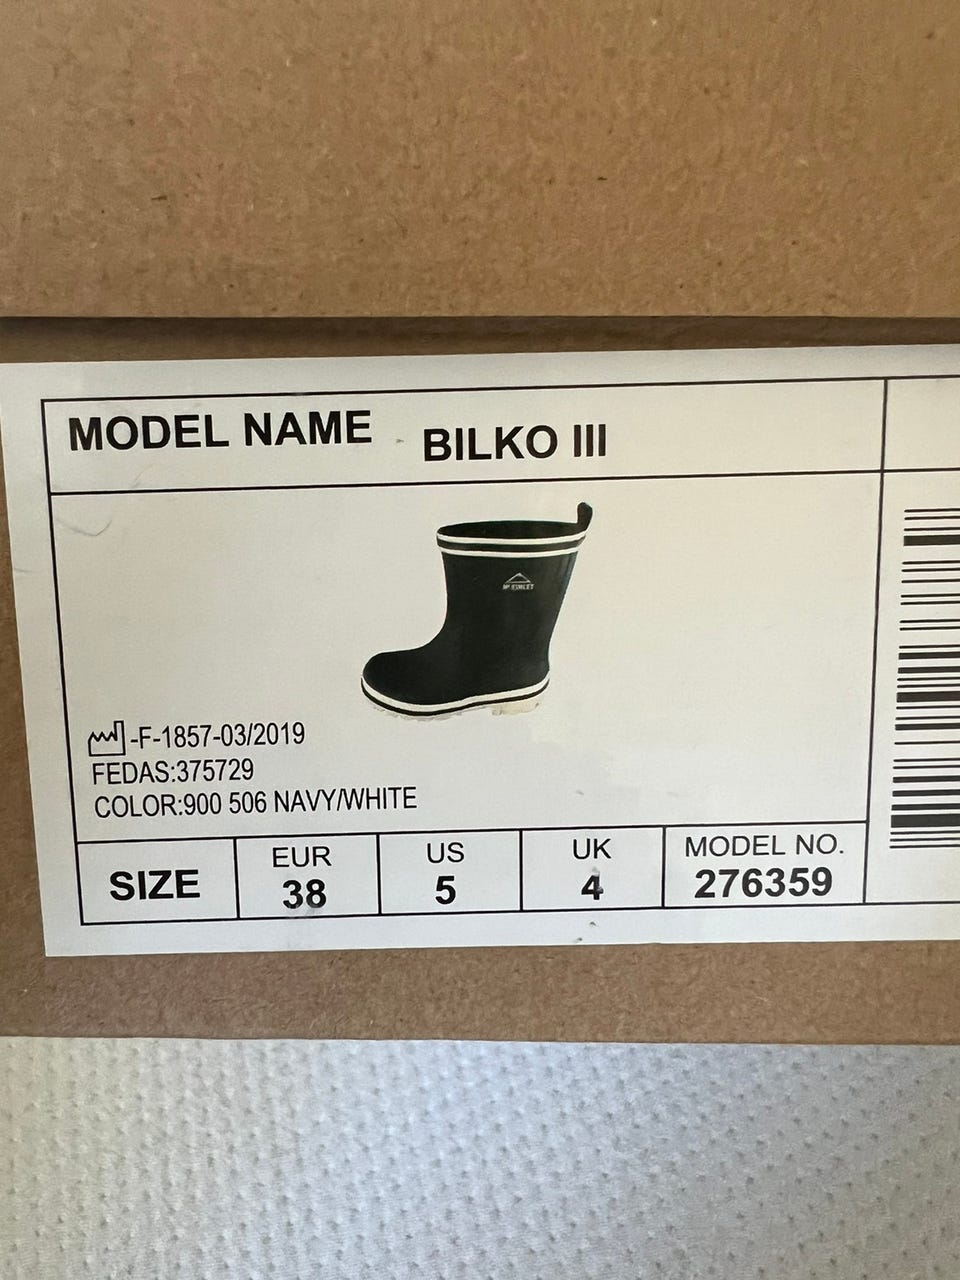 MODEL NAME BILKO III
-F-1857-03/2019
FEDAS:375729
COLOR:900 506 NAVY/WHITE
SIZE
EUR
38
US
5
UK
4
MODEL NO.
276359